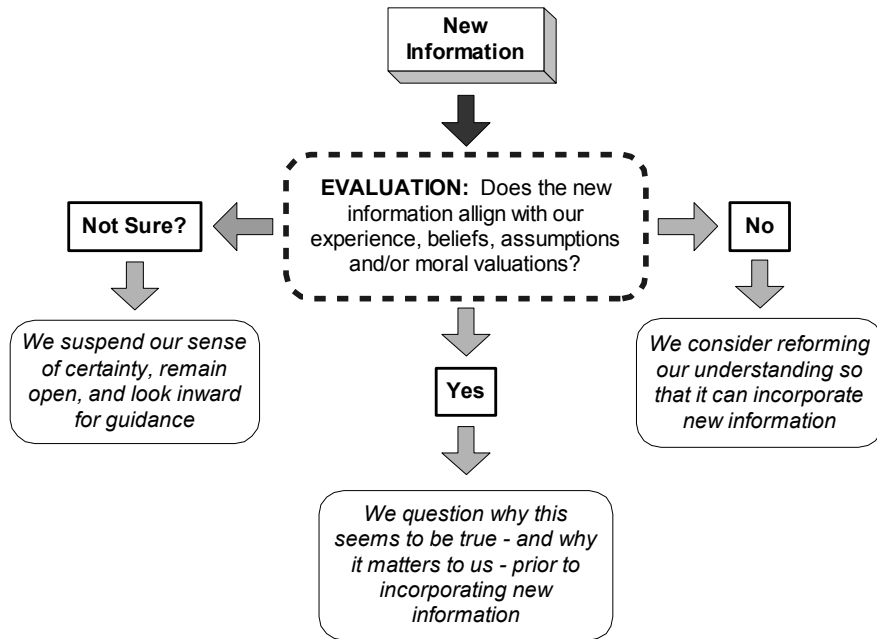 New
Information
EVALUATION: Does the new
information allign with our
experience, beliefs, assumptions
and/or moral valuations?
Not Sure?
No
We suspend our sense
of certainty, remain
open, and look inward
for guidance
Yes
We consider reforming
our understanding so
that it can incorporate
new information
We question why this
seems to be true - and why
it matters to us - prior to
incorporating new
information